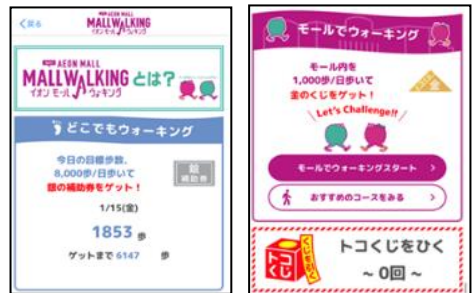 <戻る
AEON MALL
MALLWALKING
イオン モール ウォーキング
AEON MALL
MALLWALKING とは?
イオン モール ウォーキング
どこでもウォーキング
今日の目標歩数、
8,000歩/日歩いて
銀の補助券をゲット!
銀
補助券
1/15(金)
1853 歩
ゲットまで 6147 歩
モールでウォーキング
モール内を
1,000歩/日歩いて
金のくじをゲット!
金
Let's Challenge!!
モールでウォーキングスタート >
おすすめのコースをみる >
トコ
くじ
くじをひく
トコくじをひく
~ 0回 ~